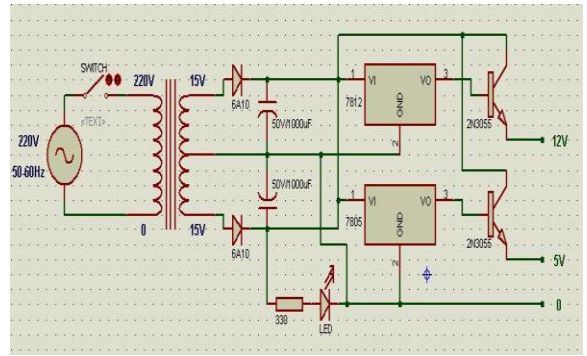 SWITCH
220V
15V
<TEXT>
6A10
50V/1000uF
1
VI
VO
3
7812
GND
2
2N3055
12V
220V
50-60Hz
50V/1000uF
1
VI
VO
3
7805
GND
2
2N3055
0
15V
6A10
5V
330
LED
0